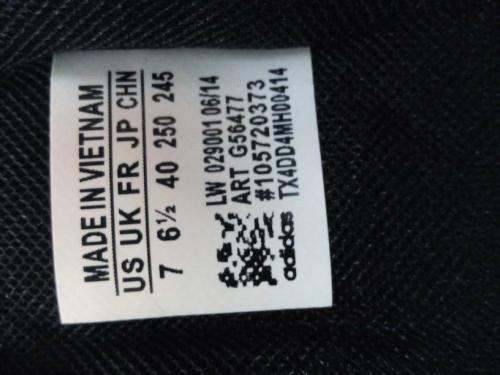 MADE IN VIETNAM
US UK FR JP CHN
7 6½ 40 250 245
LW 029001 06/14
ART G56477
#105720373
adidas TX4DD4MH00414